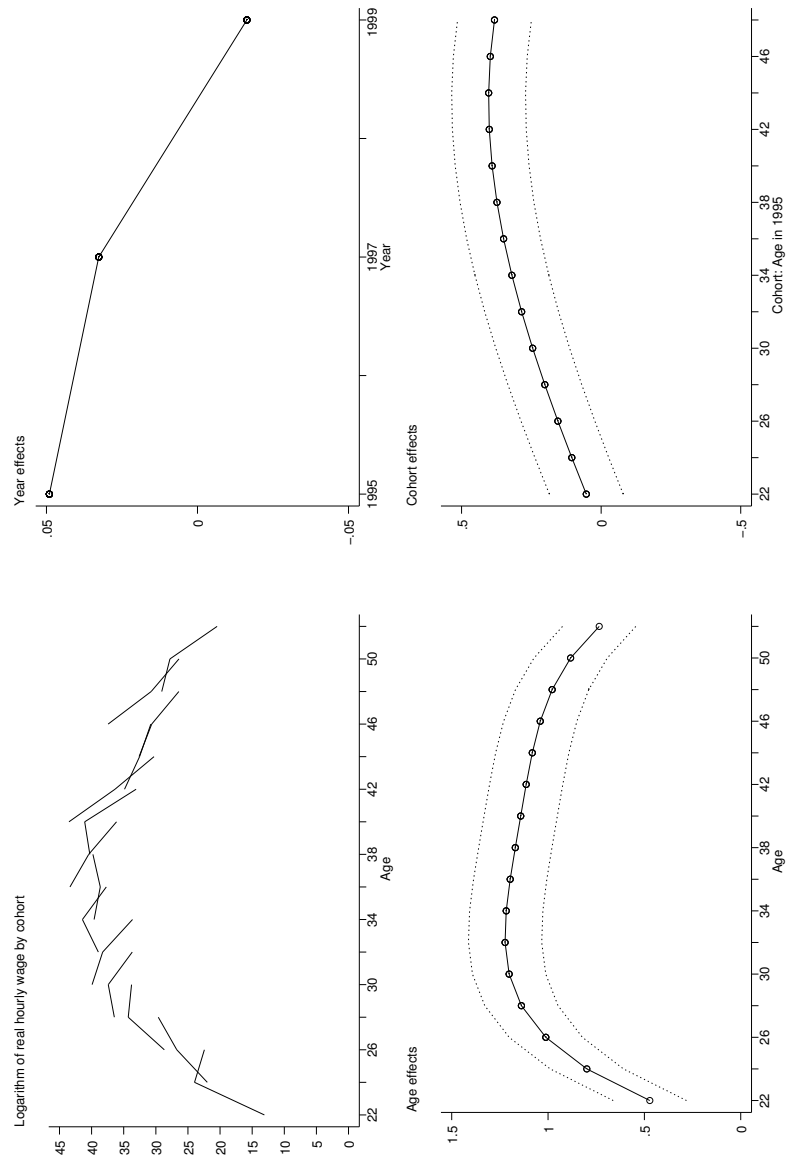 Logarithm of real hourly wage by cohort
45
40
35
30
25
20
15
10
5
0
22 26 30 34 38 42 46 50
Age
Year effects
.05
0
-.05
1995 1997 1999
Year
Age effects
1.5
1
.5
0
22 26 30 34 38 42 46 50
Age
Cohort effects
.5
0
-.5
22 26 30 34 38 42 46
Cohort: Age in 1995